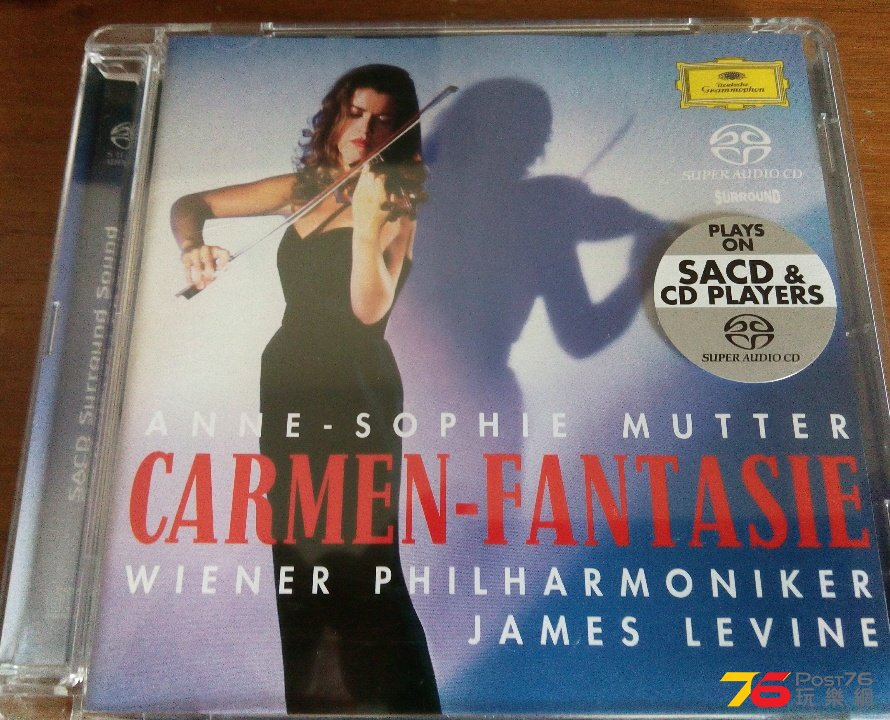 Deutsche
Grammophon
SUPER AUDIO CD
SURROUND
PLAYS
ON
SACD &
CD PLAYERS
SUPER AUDIO CD
SACD Surround Sound
ANNE-SOPHIE MUTTER
CARMEN-FANTASIE
WIENER PHILHARMONIKER
JAMES LEVINE
76 Post76
玩樂網